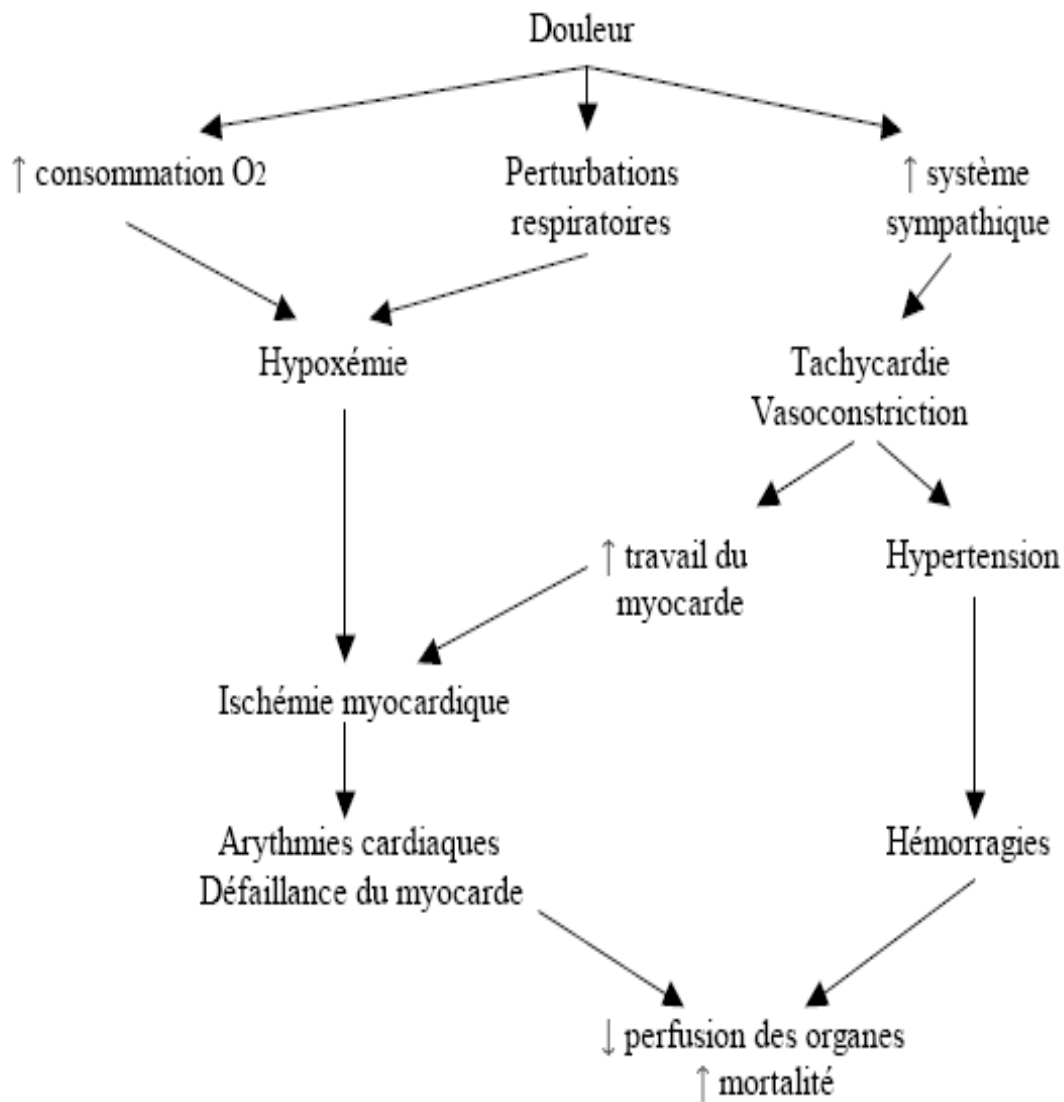 Douleur
↑ consommation O2
Perturbations
respiratoires
↑ système
sympathique
Hypoxémie
Tachycardie
Vasoconstriction
↑ travail du
myocarde
Hypertension
Ischémie myocardique
Arythmies cardiaques
Défaillance du myocarde
Hémorragies
↓ perfusion des organes
↑ mortalité